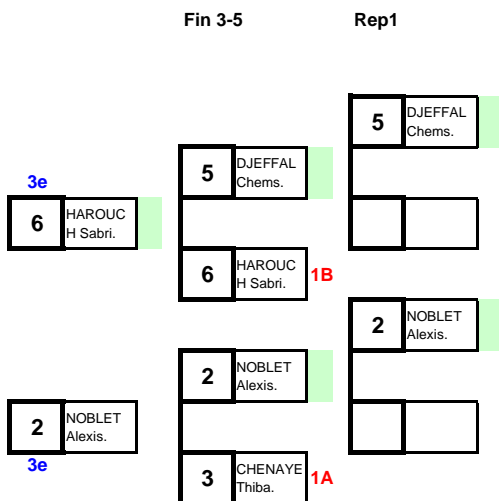 Fin 3-5
Rep1
5
DJEFFAL
Chems.
5
DJEFFAL
Chems.
3e
6
HAROUC
H Sabri.
6
HAROUC
H Sabri.
1B
2
NOBLET
Alexis.
2
NOBLET
Alexis.
2
NOBLET
Alexis.
3e
3
CHENAYE
Thiba.
1A